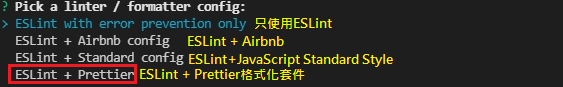 ? Pick a linter / formatter config:
> ESLint with error prevention only 只使用ESLint
ESLint + Airbnb config ESLint + Airbnb
ESLint + Standard config ESLint+JavaScript Standard Style
ESLint + Prettier ESLint + Prettier格式化套件